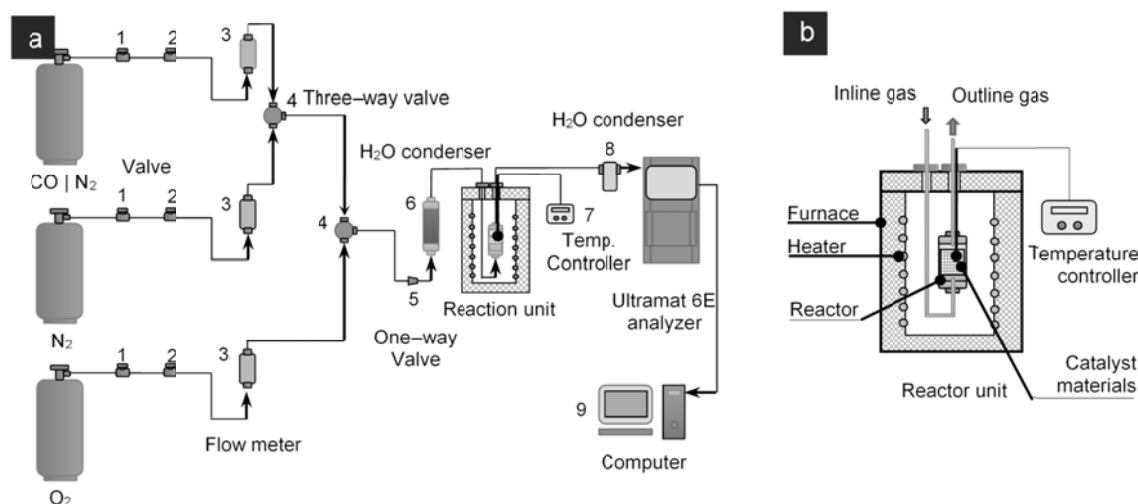 a
1
2
3
4
Three–way valve
CO | N₂
Valve
1
2
3
H₂O condenser
H₂O condenser
8
6
4
7
Temp.
Controller
5
Reaction unit
Ultramat 6E
analyzer
N₂
One–way
Valve
1
2
3
9
Flow meter
Computer
O₂
b
Inline gas
Outline gas
Furnace
Heater
Temperature
controller
Reactor
Catalyst
materials
Reactor unit